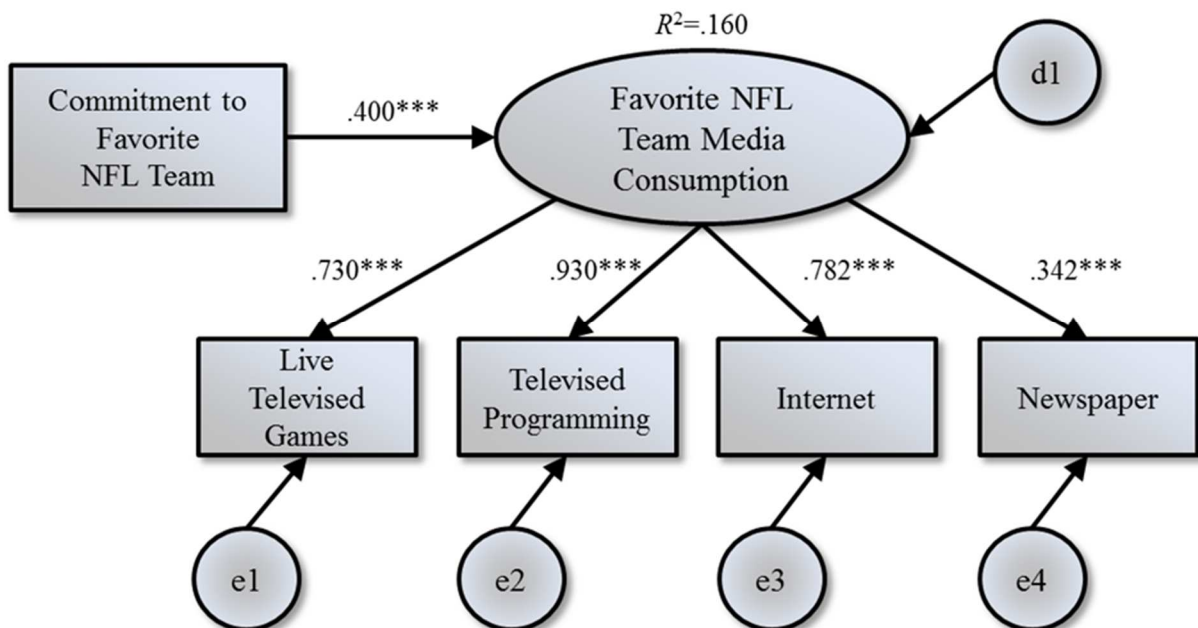 R²=.160
Commitment to
Favorite
NFL Team
.400***
Favorite NFL
Team Media
Consumption
d1
.730***
.930***
.782***
.342***
Live
Televised
Games
Televised
Programming
Internet
Newspaper
e1
e2
e3
e4